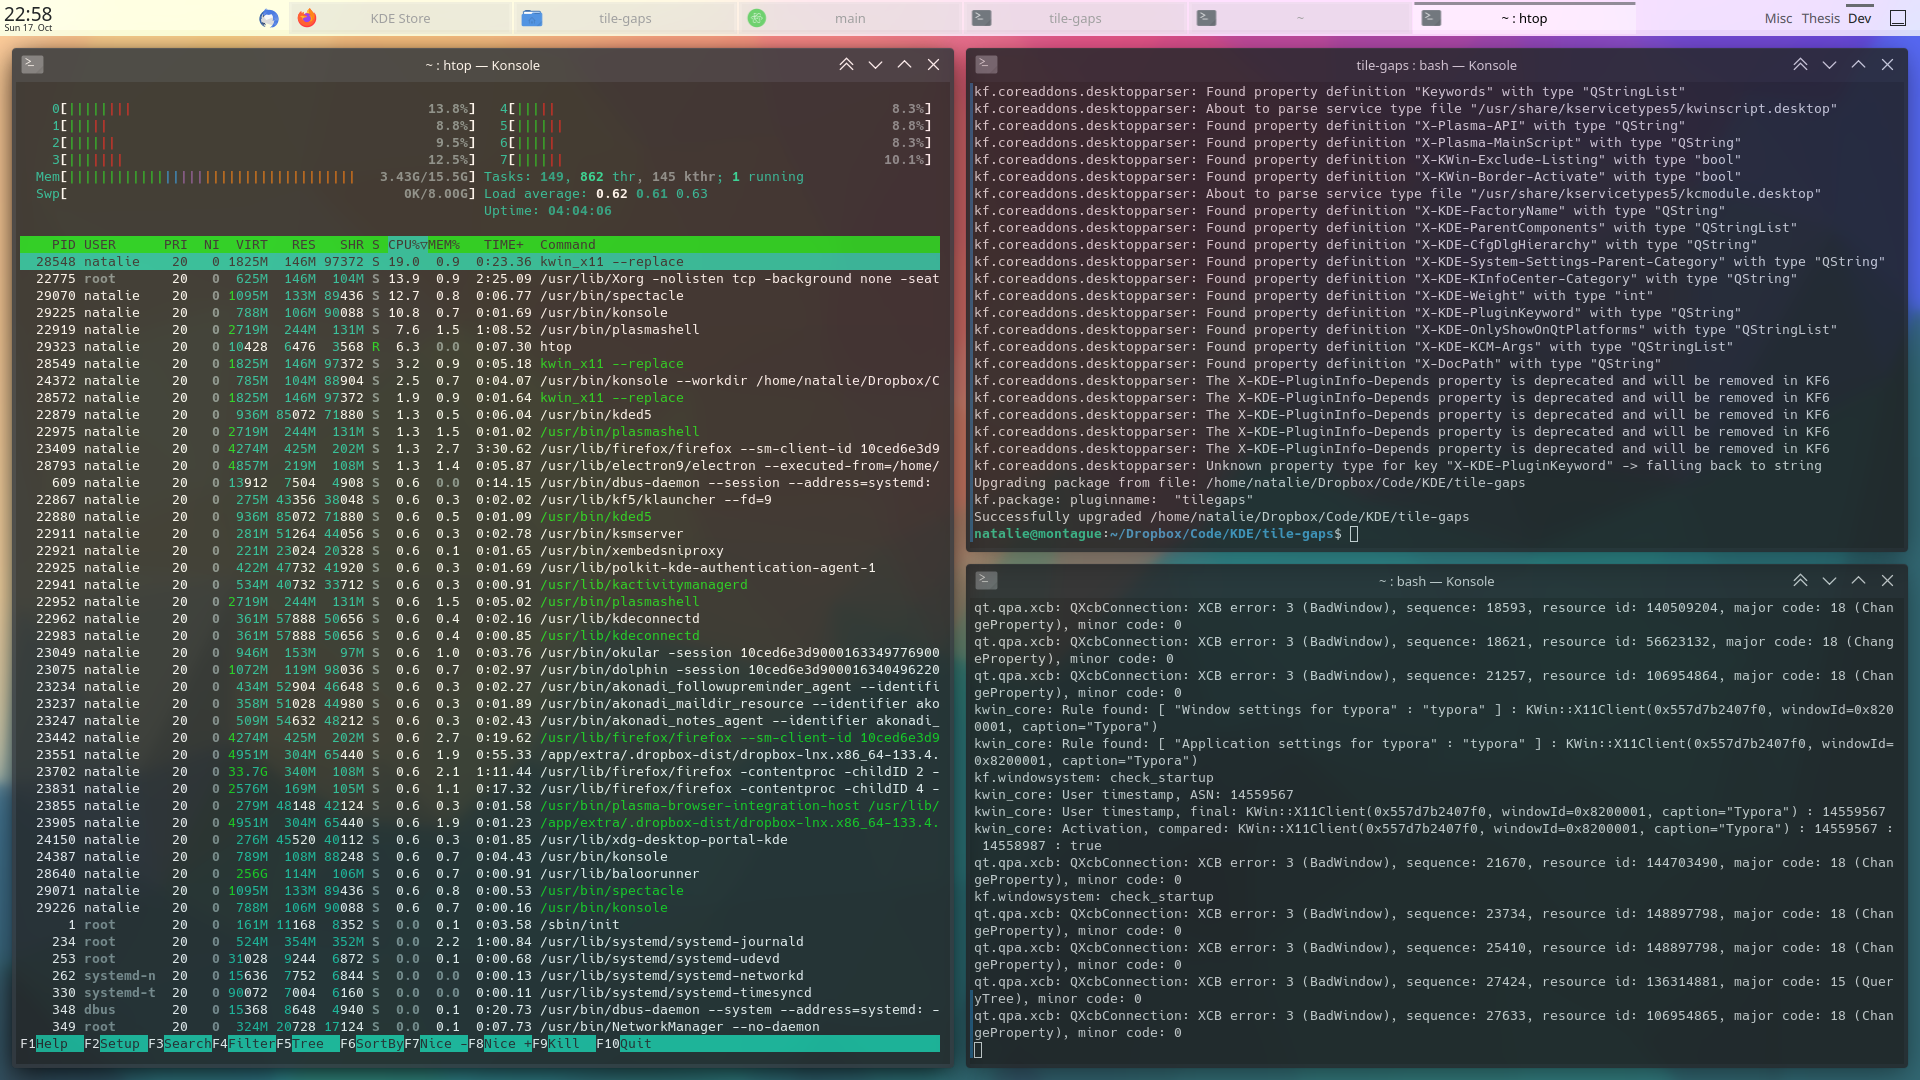 22:58
Sun 17. Oct
KDE Store
tile-gaps
main
tile-gaps
~
~ : htop
Misc Thesis Dev
~ : htop — Konsole
0[|||||||| 13.8%] 4[||||| 8.3%]
1[||||| 8.8%] 5[|||||| 8.8%]
2[|||||| 9.5%] 6[||||| 8.3%]
3[||||||| 12.5%] 7[|||||| 10.1%]
Mem[|||||||||||||||||||||||||||||||||||| 3.43G/15.5G] Tasks: 149, 862 thr, 145 kthr; 1 running
Swp[ 0K/8.00G] Load average: 0.62 0.61 0.63
Uptime: 04:04:06
PID USER PRI NI VIRT RES SHR S CPU%▽MEM% TIME+ Command
28548 natalie 20 0 1825M 146M 97372 S 19.0 0.9 0:23.36 kwin_x11 --replace
22775 root 20 0 625M 146M 104M S 13.9 0.9 2:25.09 /usr/lib/Xorg -nolisten tcp -background none -seat
29070 natalie 20 0 1095M 133M 89436 S 12.7 0.8 0:06.77 /usr/bin/spectacle
29225 natalie 20 0 788M 106M 90088 S 10.8 0.7 0:01.69 /usr/bin/konsole
22919 natalie 20 0 2719M 244M 131M S 7.6 1.5 1:08.52 /usr/bin/plasmashell
29323 natalie 20 0 10428 6476 3568 R 6.3 0.0 0:07.30 htop
28549 natalie 20 0 1825M 146M 97372 S 3.2 0.9 0:05.18 kwin_x11 --replace
24372 natalie 20 0 785M 104M 88904 S 2.5 0.7 0:04.07 /usr/bin/konsole --workdir /home/natalie/Dropbox/C
28572 natalie 20 0 1825M 146M 97372 S 1.9 0.9 0:01.64 kwin_x11 --replace
22879 natalie 20 0 936M 85072 71880 S 1.3 0.5 0:06.04 /usr/bin/kded5
22975 natalie 20 0 2719M 244M 131M S 1.3 1.5 0:01.02 /usr/bin/plasmashell
23409 natalie 20 0 4274M 425M 202M S 1.3 2.7 3:30.62 /usr/lib/firefox/firefox --sm-client-id 10ced6e3d9
28793 natalie 20 0 4857M 219M 108M S 1.3 1.4 0:05.87 /usr/lib/electron9/electron --executed-from=/home/
609 natalie 20 0 13912 7504 4908 S 0.6 0.0 0:14.15 /usr/bin/dbus-daemon --session --address=systemd:
22867 natalie 20 0 275M 43356 38048 S 0.6 0.3 0:02.02 /usr/lib/kf5/klauncher --fd=9
22880 natalie 20 0 936M 85072 71880 S 0.6 0.5 0:01.09 /usr/bin/kded5
22911 natalie 20 0 281M 51264 44056 S 0.6 0.3 0:02.78 /usr/bin/ksmserver
22921 natalie 20 0 221M 23024 20328 S 0.6 0.1 0:01.65 /usr/bin/xembedsniproxy
22925 natalie 20 0 422M 47732 41920 S 0.6 0.3 0:01.69 /usr/lib/polkit-kde-authentication-agent-1
22941 natalie 20 0 534M 40732 33712 S 0.6 0.3 0:00.91 /usr/lib/kactivitymanagerd
22952 natalie 20 0 2719M 244M 131M S 0.6 1.5 0:05.02 /usr/bin/plasmashell
22962 natalie 20 0 361M 57888 50656 S 0.6 0.4 0:02.16 /usr/lib/kdeconnectd
22983 natalie 20 0 361M 57888 50656 S 0.6 0.4 0:00.85 /usr/lib/kdeconnectd
23049 natalie 20 0 946M 153M 97M S 0.6 1.0 0:03.76 /usr/bin/okular -session 10ced6e3d9000163349776900
23075 natalie 20 0 1072M 119M 98036 S 0.6 0.7 0:02.97 /usr/bin/dolphin -session 10ced6e3d900016340496220
23234 natalie 20 0 434M 52904 46648 S 0.6 0.3 0:02.27 /usr/bin/akonadi_followupreminder_agent --identifi
23237 natalie 20 0 358M 51028 44980 S 0.6 0.3 0:01.89 /usr/bin/akonadi_maildir_resource --identifier ako
23247 natalie 20 0 509M 54632 48212 S 0.6 0.3 0:02.43 /usr/bin/akonadi_notes_agent --identifier akonadi_
23442 natalie 20 0 4274M 425M 202M S 0.6 2.7 0:19.62 /usr/lib/firefox/firefox --sm-client-id 10ced6e3d9
23551 natalie 20 0 4951M 304M 65440 S 0.6 1.9 0:55.33 /app/extra/.dropbox-dist/dropbox-lnx.x86_64-133.4.
23702 natalie 20 0 33.7G 340M 108M S 0.6 2.1 1:11.44 /usr/lib/firefox/firefox -contentproc -childID 2 -
23831 natalie 20 0 2576M 169M 105M S 0.6 1.1 0:17.32 /usr/lib/firefox/firefox -contentproc -childID 4 -
23855 natalie 20 0 279M 48148 42124 S 0.6 0.3 0:01.58 /usr/bin/plasma-browser-integration-host /usr/lib/
23905 natalie 20 0 4951M 304M 65440 S 0.6 1.9 0:01.23 /app/extra/.dropbox-dist/dropbox-lnx.x86_64-133.4.
24150 natalie 20 0 276M 45520 40112 S 0.6 0.3 0:01.85 /usr/lib/xdg-desktop-portal-kde
24387 natalie 20 0 789M 108M 88248 S 0.6 0.7 0:04.43 /usr/bin/konsole
28640 natalie 20 0 256G 114M 106M S 0.6 0.7 0:00.91 /usr/lib/baloorunner
29071 natalie 20 0 1095M 133M 89436 S 0.6 0.8 0:00.53 /usr/bin/spectacle
29226 natalie 20 0 788M 106M 90088 S 0.6 0.7 0:00.16 /usr/bin/konsole
1 root 20 0 161M 11168 8352 S 0.0 0.1 0:03.58 /sbin/init
234 root 20 0 524M 354M 352M S 0.0 2.2 1:00.84 /usr/lib/systemd/systemd-journald
253 root 20 0 31028 9244 6872 S 0.0 0.1 0:00.68 /usr/lib/systemd/systemd-udevd
262 systemd-n 20 0 15636 7752 6844 S 0.0 0.0 0:00.13 /usr/lib/systemd/systemd-networkd
330 systemd-t 20 0 90072 7004 6160 S 0.0 0.0 0:00.11 /usr/lib/systemd/systemd-timesyncd
348 dbus 20 0 15368 8648 4940 S 0.0 0.1 0:20.73 /usr/bin/dbus-daemon --system --address=systemd: -
349 root 20 0 324M 20728 17124 S 0.0 0.1 0:07.73 /usr/bin/NetworkManager --no-daemon
F1Help F2Setup F3SearchF4FilterF5Tree F6SortByF7Nice -F8Nice +F9Kill F10Quit
tile-gaps : bash — Konsole
kf.coreaddons.desktopparser: Found property definition "Keywords" with type "QStringList"
kf.coreaddons.desktopparser: About to parse service type file "/usr/share/kservicetypes5/kwinscript.desktop"
kf.coreaddons.desktopparser: Found property definition "X-Plasma-API" with type "QString"
kf.coreaddons.desktopparser: Found property definition "X-Plasma-MainScript" with type "QString"
kf.coreaddons.desktopparser: Found property definition "X-KWin-Exclude-Listing" with type "bool"
kf.coreaddons.desktopparser: Found property definition "X-KWin-Border-Activate" with type "bool"
kf.coreaddons.desktopparser: About to parse service type file "/usr/share/kservicetypes5/kcmodule.desktop"
kf.coreaddons.desktopparser: Found property definition "X-KDE-FactoryName" with type "QString"
kf.coreaddons.desktopparser: Found property definition "X-KDE-ParentComponents" with type "QStringList"
kf.coreaddons.desktopparser: Found property definition "X-KDE-CfgDlgHierarchy" with type "QString"
kf.coreaddons.desktopparser: Found property definition "X-KDE-System-Settings-Parent-Category" with type "QString"
kf.coreaddons.desktopparser: Found property definition "X-KDE-KInfoCenter-Category" with type "QString"
kf.coreaddons.desktopparser: Found property definition "X-KDE-Weight" with type "int"
kf.coreaddons.desktopparser: Found property definition "X-KDE-PluginKeyword" with type "QString"
kf.coreaddons.desktopparser: Found property definition "X-KDE-OnlyShowOnQtPlatforms" with type "QStringList"
kf.coreaddons.desktopparser: Found property definition "X-KDE-KCM-Args" with type "QStringList"
kf.coreaddons.desktopparser: Found property definition "X-DocPath" with type "QString"
kf.coreaddons.desktopparser: The X-KDE-PluginInfo-Depends property is deprecated and will be removed in KF6
kf.coreaddons.desktopparser: The X-KDE-PluginInfo-Depends property is deprecated and will be removed in KF6
kf.coreaddons.desktopparser: The X-KDE-PluginInfo-Depends property is deprecated and will be removed in KF6
kf.coreaddons.desktopparser: The X-KDE-PluginInfo-Depends property is deprecated and will be removed in KF6
kf.coreaddons.desktopparser: The X-KDE-PluginInfo-Depends property is deprecated and will be removed in KF6
kf.coreaddons.desktopparser: Unknown property type for key "X-KDE-PluginKeyword" -> falling back to string
Upgrading package from file: /home/natalie/Dropbox/Code/KDE/tile-gaps
kf.package: pluginname: "tilegaps"
Successfully upgraded /home/natalie/Dropbox/Code/KDE/tile-gaps
natalie@montague:~/Dropbox/Code/KDE/tile-gaps$
~ : bash — Konsole
qt.qpa.xcb: QXcbConnection: XCB error: 3 (BadWindow), sequence: 18593, resource id: 140509204, major code: 18 (Chan
geProperty), minor code: 0
qt.qpa.xcb: QXcbConnection: XCB error: 3 (BadWindow), sequence: 18621, resource id: 56623132, major code: 18 (Chang
eProperty), minor code: 0
qt.qpa.xcb: QXcbConnection: XCB error: 3 (BadWindow), sequence: 21257, resource id: 106954864, major code: 18 (Chan
geProperty), minor code: 0
kwin_core: Rule found: [ "Window settings for typora" : "typora" ] : KWin::X11Client(0x557d7b2407f0, windowId=0x820
0001, caption="Typora")
kwin_core: Rule found: [ "Application settings for typora" : "typora" ] : KWin::X11Client(0x557d7b2407f0, windowId=
0x8200001, caption="Typora")
kf.windowsystem: check_startup
kwin_core: User timestamp, ASN: 14559567
kwin_core: User timestamp, final: KWin::X11Client(0x557d7b2407f0, windowId=0x8200001, caption="Typora") : 14559567
kwin_core: Activation, compared: KWin::X11Client(0x557d7b2407f0, windowId=0x8200001, caption="Typora") : 14559567 :
14558987 : true
qt.qpa.xcb: QXcbConnection: XCB error: 3 (BadWindow), sequence: 21670, resource id: 144703490, major code: 18 (Chan
geProperty), minor code: 0
kf.windowsystem: check_startup
qt.qpa.xcb: QXcbConnection: XCB error: 3 (BadWindow), sequence: 23734, resource id: 148897798, major code: 18 (Chan
geProperty), minor code: 0
qt.qpa.xcb: QXcbConnection: XCB error: 3 (BadWindow), sequence: 25410, resource id: 148897798, major code: 18 (Chan
geProperty), minor code: 0
qt.qpa.xcb: QXcbConnection: XCB error: 3 (BadWindow), sequence: 27424, resource id: 136314881, major code: 15 (Quer
yTree), minor code: 0
qt.qpa.xcb: QXcbConnection: XCB error: 3 (BadWindow), sequence: 27633, resource id: 106954865, major code: 18 (Chan
geProperty), minor code: 0